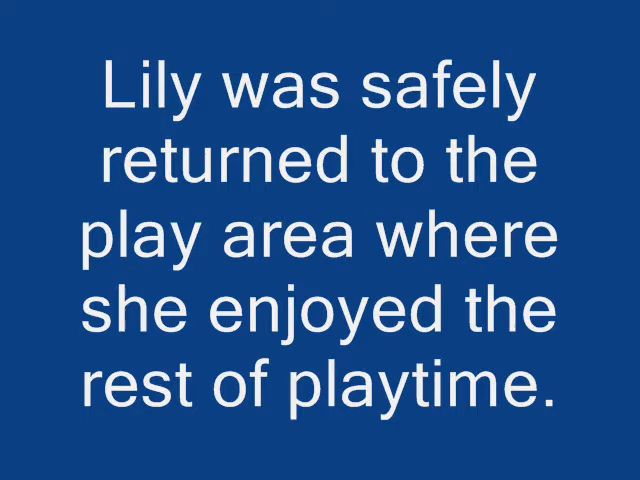 Lily was safely
returned to the
play area where
she enjoyed the
rest of playtime.